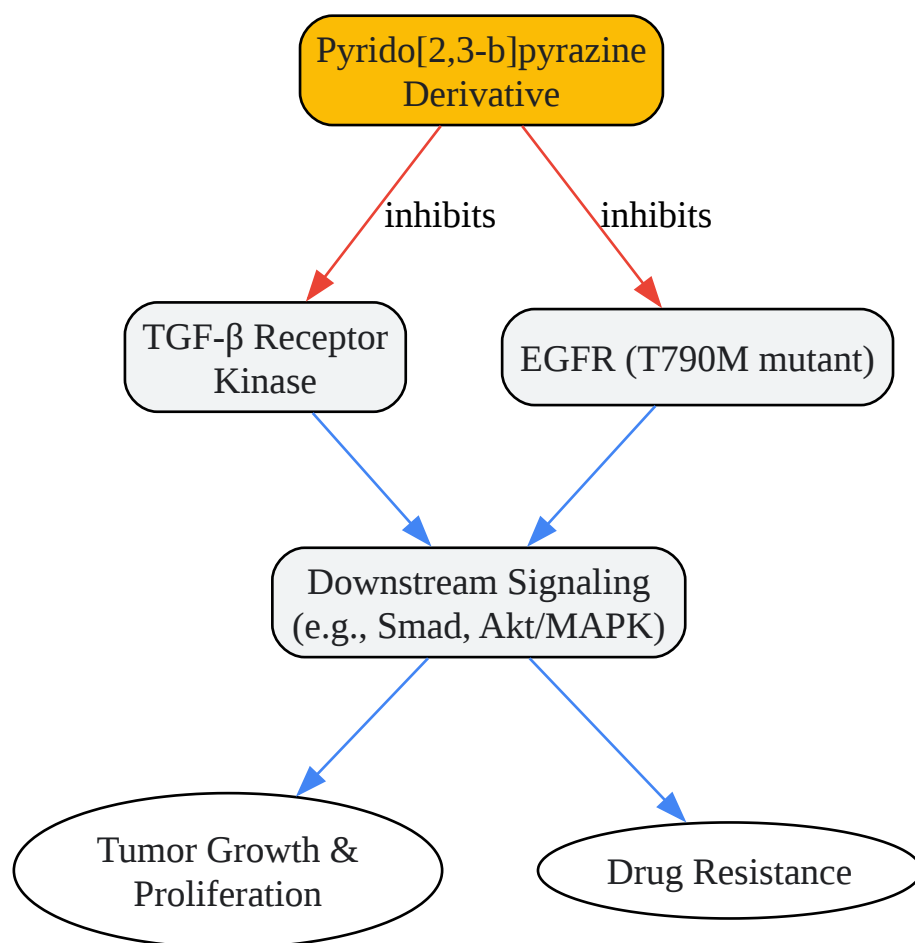 Pyrido[2,3-b]pyrazine
Derivative
inhibits
inhibits
TGF-β Receptor
Kinase
EGFR (T790M mutant)
Downstream Signaling
(e.g., Smad, Akt/MAPK)
Tumor Growth &
Proliferation
Drug Resistance